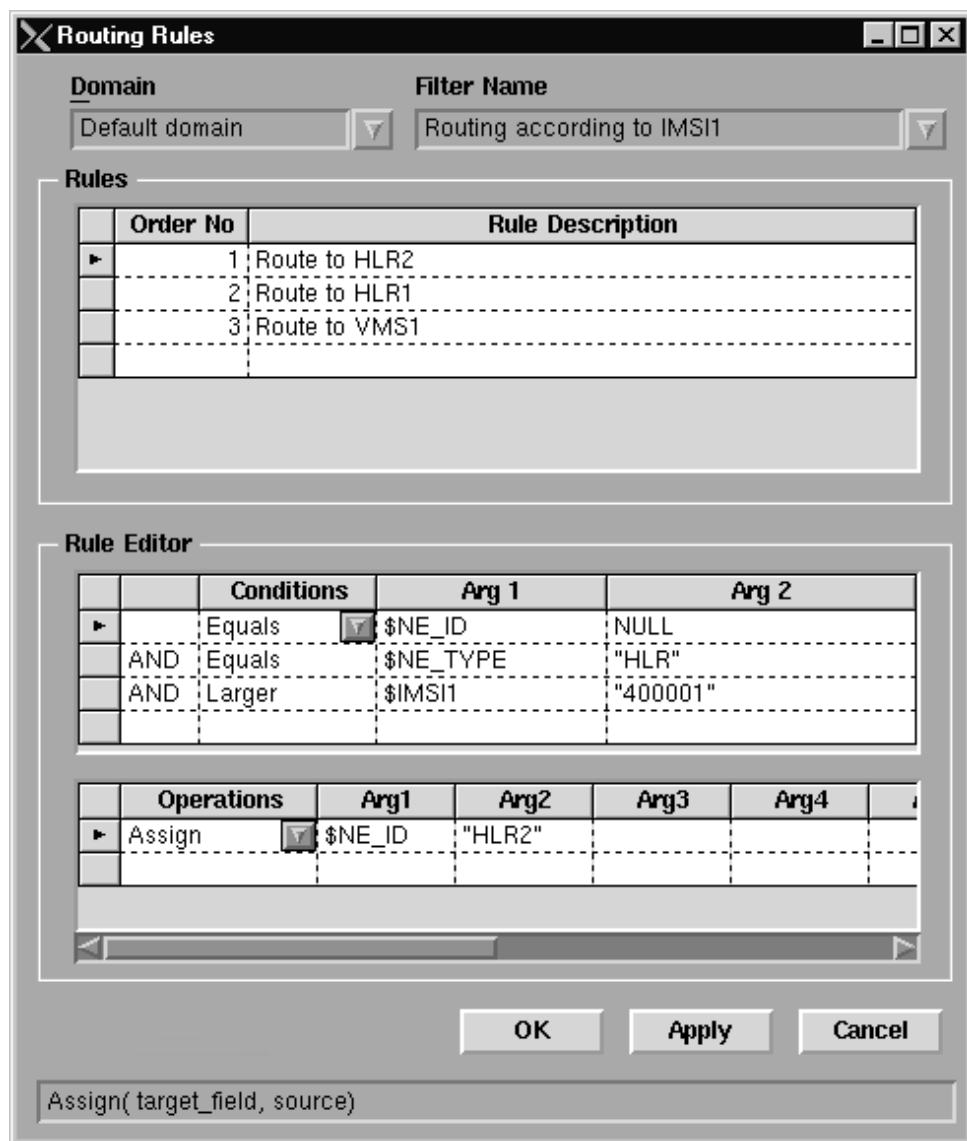 Routing Rules
Domain Filter Name
Default domain Routing according to IMSI1
Rules
Order No Rule Description
1 Route to HLR2
2 Route to HLR1
3 Route to VMS1
Rule Editor
Conditions Arg 1 Arg 2
Equals $NE_ID NULL
AND Equals $NE_TYPE "HLR"
AND Larger $IMSI1 "400001"
Operations Arg1 Arg2 Arg3 Arg4
Assign $NE_ID "HLR2"
OK Apply Cancel
Assign( target_field, source)